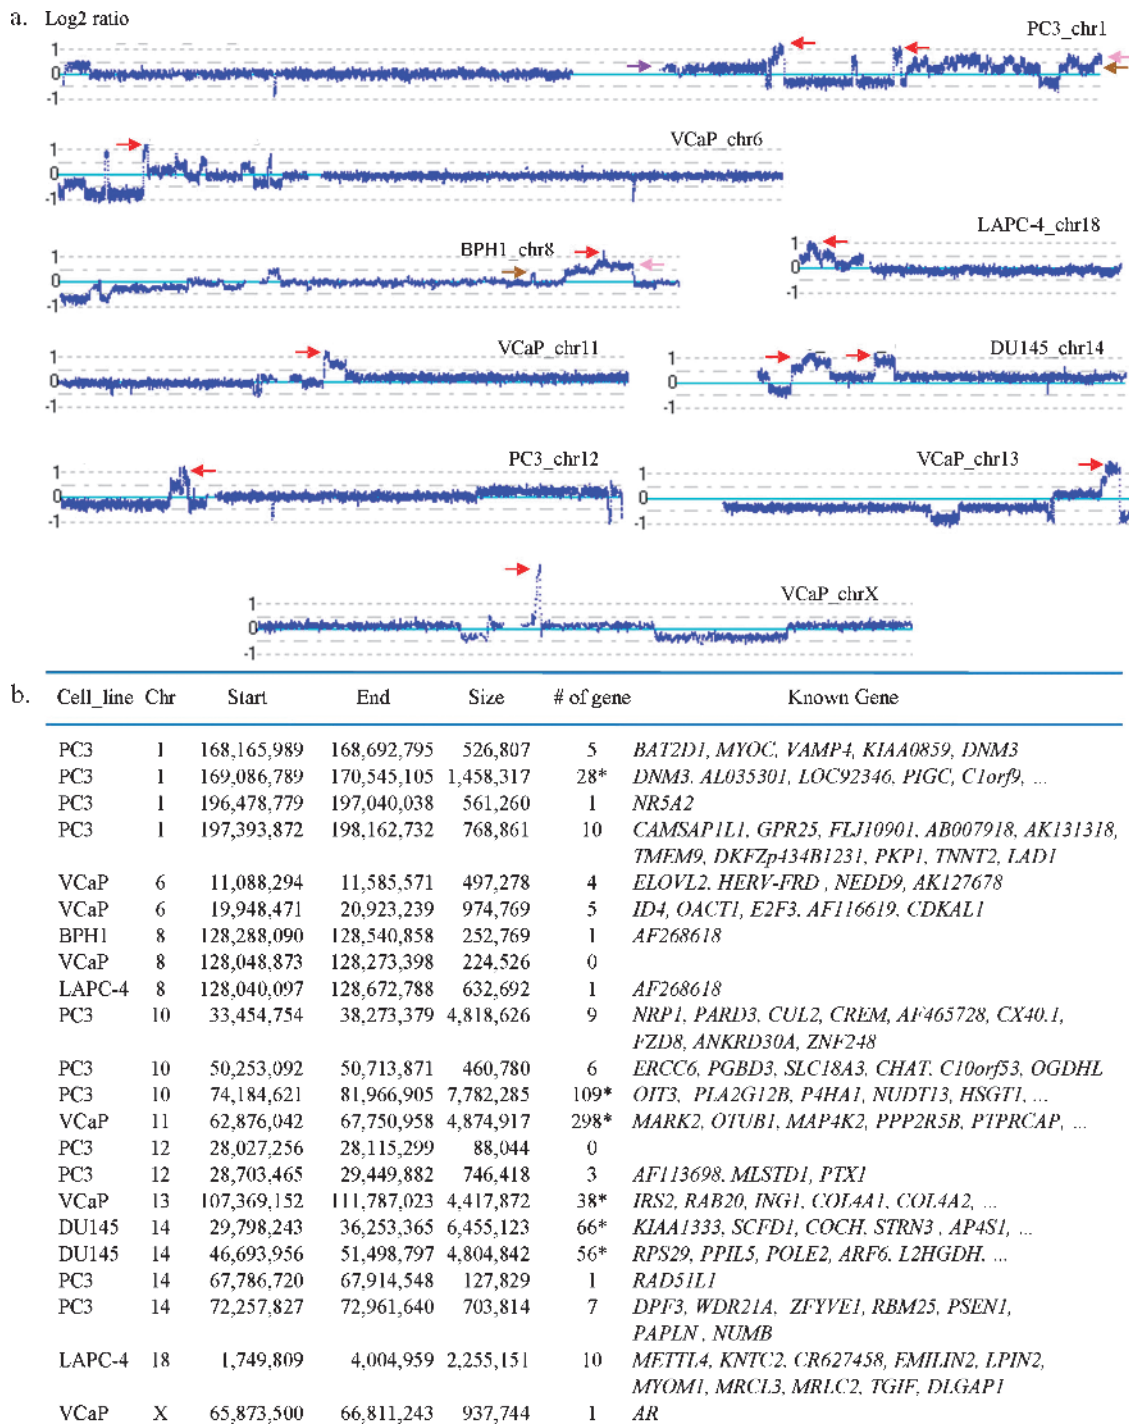 a. Log2 ratio
PC3_chr1
1
0
-1
VCaP_chr6
1
0
-1
LAPC-4_chr18
BPH1_chr8
1
0
-1
1
0
-1
VCaP_chr11
DU145_chr14
1
0
-1
1
0
-1
PC3_chr12
VCaP_chr13
1
0
-1
1
0
-1
VCaP_chrX
1
0
-1
b. Cell_line Chr Start End Size # of gene Known Gene
PC3 1 168,165,989 168,692,795 526,807 5 BAT2D1, MYOC, VAMP4, KIAA0859, DNM3
PC3 1 169,086,789 170,545,105 1,458,317 28* DNM3, AL035301, LOC92346, PIGC, C1orf9, ...
PC3 1 196,478,779 197,040,038 561,260 1 NR5A2
PC3 1 197,393,872 198,162,732 768,861 10 CAMSAP1L1, GPR25, FLJ10901, AB007918, AK131318,
TMEM9, DKFZp434B1231, PKP1, TNNT2, LAD1
VCaP 6 11,088,294 11,585,571 497,278 4 ELOVL2, HERV-FRD , NEDD9, AK127678
VCaP 6 19,948,471 20,923,239 974,769 5 ID4, OACT1, E2F3, AF116619, CDKAL1
BPH1 8 128,288,090 128,540,858 252,769 1 AF268618
VCaP 8 128,048,873 128,273,398 224,526 0
LAPC-4 8 128,040,097 128,672,788 632,692 1 AF268618
PC3 10 33,454,754 38,273,379 4,818,626 9 NRP1, PARD3, CUL2, CREM, AF465728, CX40.1,
FZD8, ANKRD30A, ZNF248
PC3 10 50,253,092 50,713,871 460,780 6 ERCC6, PGBD3, SLC18A3, CHAT, C10orf53, OGDHL
PC3 10 74,184,621 81,966,905 7,782,285 109* OIT3, PLA2G12B, P4HA1, NUDT13, HSGT1, ...
VCaP 11 62,876,042 67,750,958 4,874,917 298* MARK2, OTUB1, MAP4K2, PPP2R5B, PTPRCAP, ...
PC3 12 28,027,256 28,115,299 88,044 0
PC3 12 28,703,465 29,449,882 746,418 3 AF113698, MLSTD1, PTX1
VCaP 13 107,369,152 111,787,023 4,417,872 38* IRS2, RAB20, ING1, COL4A1, COL4A2, ...
DU145 14 29,798,243 36,253,365 6,455,123 66* KIAA1333, SCFD1, COCH, STRN3 , AP4S1, ...
DU145 14 46,693,956 51,498,797 4,804,842 56* RPS29, PPIL5, POLE2, ARF6, L2HGDH, ...
PC3 14 67,786,720 67,914,548 127,829 1 RAD51L1
PC3 14 72,257,827 72,961,640 703,814 7 DPF3, WDR21A, ZFYVE1, RBM25, PSEN1,
PAPLN , NUMB
LAPC-4 18 1,749,809 4,004,959 2,255,151 10 METTL4, KNTC2, CR627458, EMILIN2, LPIN2,
MYOM1, MRCL3, MRLC2, TGIF, DLGAP1
VCaP X 65,873,500 66,811,243 937,744 1 AR